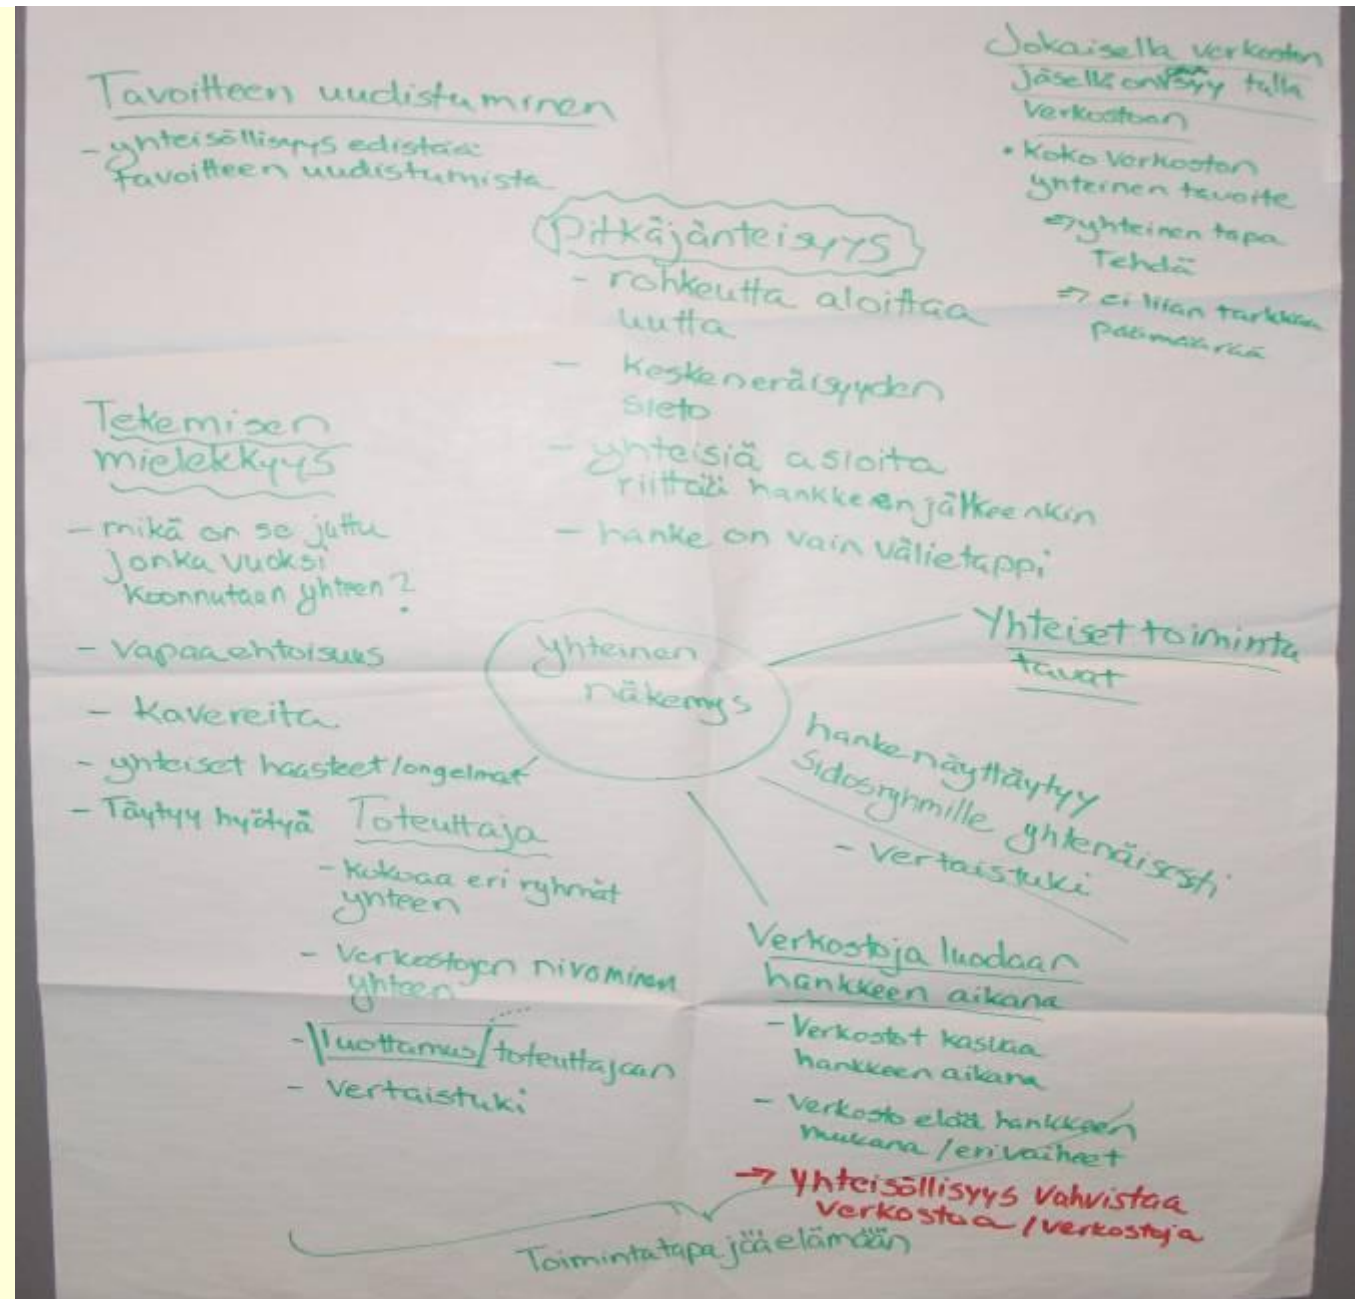 Tavoitteen uudistuminen
- yhteisöllisyys edistää
tavoitteen uudistumista
Jokaisella verkoston
jäsellä on syy tulla
verkostoon
• Koko verkoston
yhteinen tavoite
⇒ yhteinen tapa
Tehdä
⇒ ei liian tarkkaa
päämäärää
Pitkäjänteisyys
- rohkeutta aloittaa
uutta
- Keskeneräisyyden
sieto
- yhteisiä asioita
riittää hankkeen jälkeenkin
- hanke on vain välietappi
Tekemisen
mielekkyys
- mikä on se juttu
Jonka vuoksi
Koonnutaan yhteen?
- Vapaaehtoisuus
- Kavereita
- yhteiset haasteet/ongelmat
- Täytyy hyötyä
yhteinen
näkemys
Yhteiset toiminta
tavat
hanke näyttäytyy
Sidosryhmille yhtenäisesti
- Vertaistuki
Toteuttaja
- Kokoaa eri ryhmät
yhteen
- Verkostojen nivominen
yhteen
- luottamus/toteuttajaan
- Vertaistuki
Verkostoja luodaan
hankkeen aikana
- Verkostot kasvaa
hankkeen aikana
- Verkosto elää hankkeen
mukana /eri vaiheet
→ Yhteisöllisyys vahvistaa
verkostoa /verkostoja
Toimintatapa jää elämään